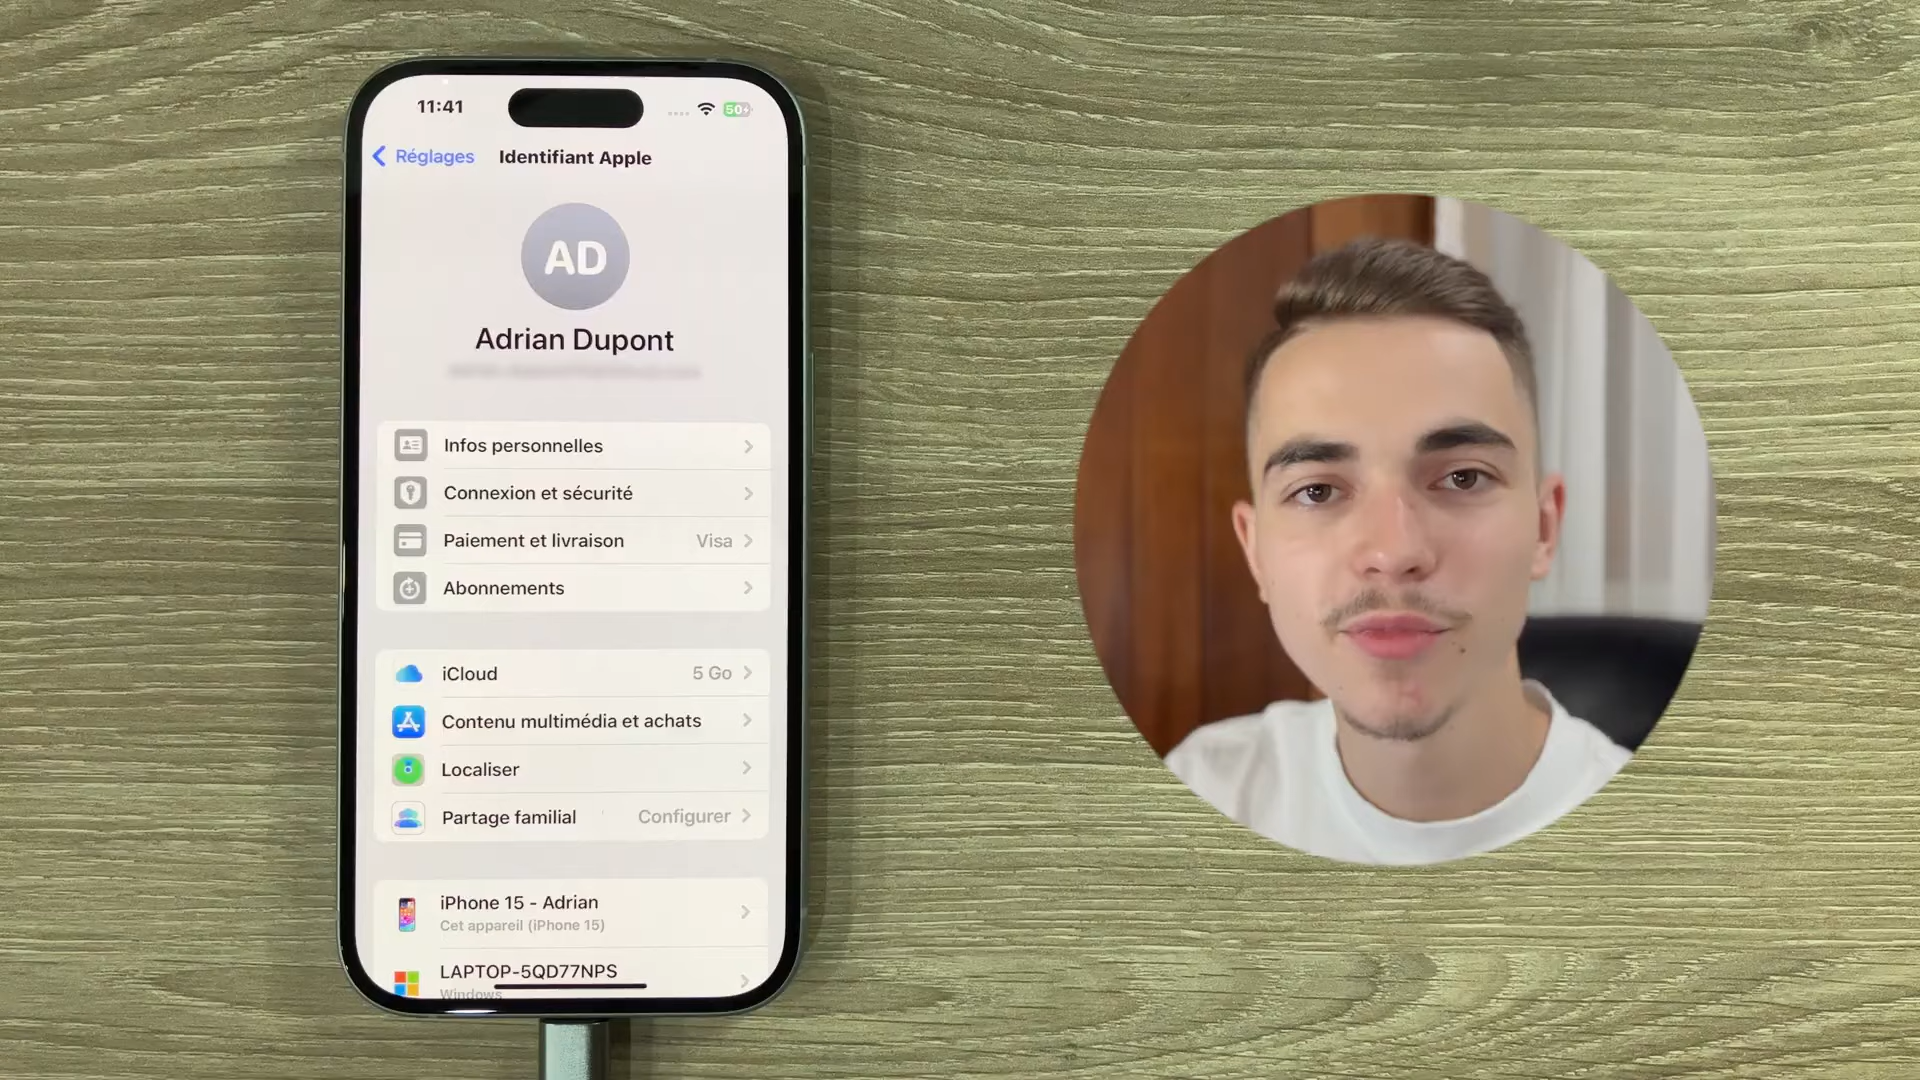 11:41
50
Réglages
Identifiant Apple
AD
Adrian Dupont
Infos personnelles
Connexion et sécurité
Paiement et livraison Visa
Abonnements
iCloud 5 Go
Contenu multimédia et achats
Localiser
Partage familial Configurer
iPhone 15 - Adrian
Cet appareil (iPhone 15)
LAPTOP-5QD77NPS
Windows